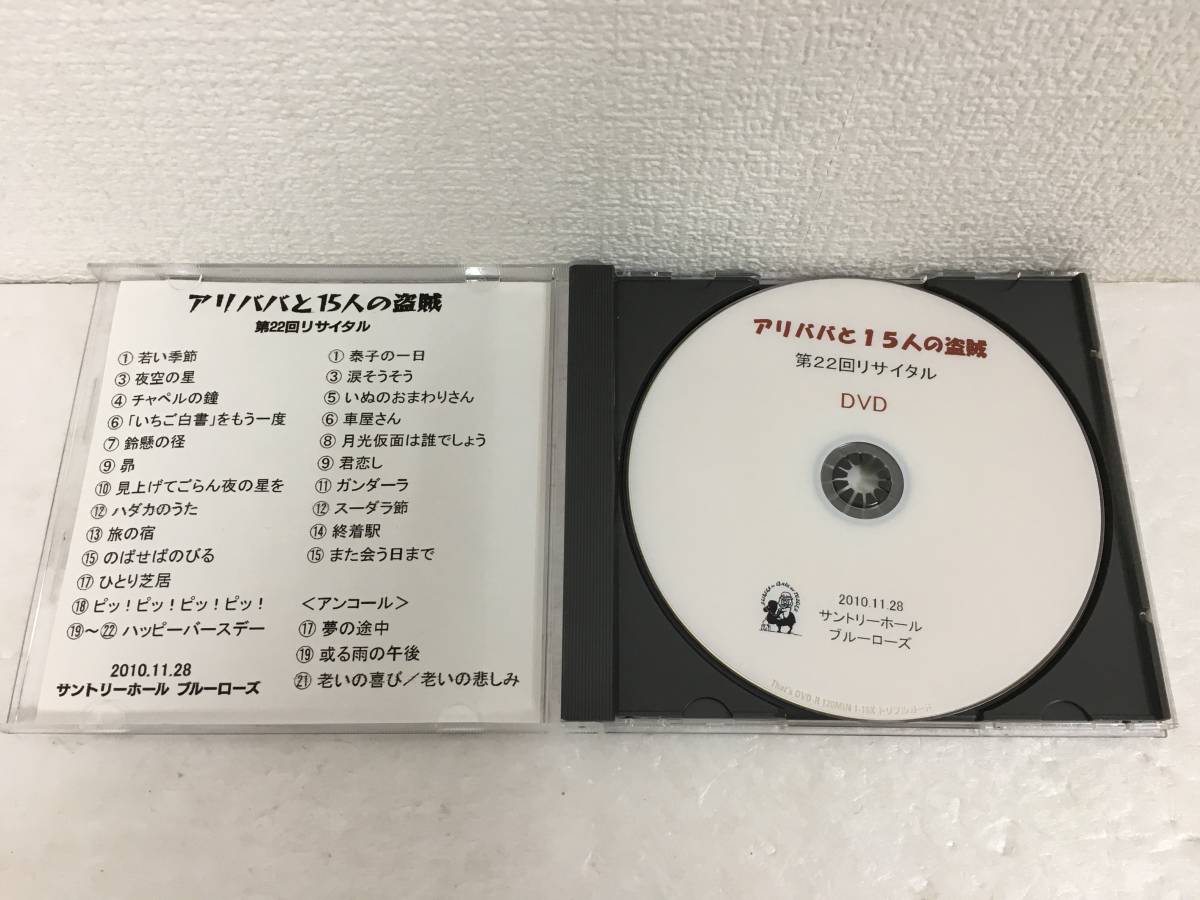 アリババと15人の盗賊
第22回リサイタル
① 若い季節
③ 夜空の星
④ チャペルの鐘
⑥ 「いちご白書」をもう一度
⑦ 鈴懸の径
⑨ 昴
⑩ 見上げてごらん夜の星を
⑫ ハダカのうた
⑬ 旅の宿
⑮ のばせばのびる
⑰ ひとり芝居
⑱ ピッ！ピッ！ピッ！ピッ！
⑲～㉒ ハッピーバースデー
2010.11.28
サントリーホール ブルーローズ
① 泰子の一日
③ 涙そうそう
⑤ いぬのおまわりさん
⑥ 車屋さん
⑧ 月光仮面は誰でしょう
⑨ 君恋し
⑪ ガンダーラ
⑫ スーダラ節
⑭ 終着駅
⑮ また会う日まで
＜アンコール＞
⑰ 夢の途中
⑲ 或る雨の午後
㉑ 老いの喜び／老いの悲しみ
アリババと１５人の盗賊
第２２回リサイタル
DVD
2010.11.28
サントリーホール
ブルーローズ
That's DVD-R 120MIN 1-16X